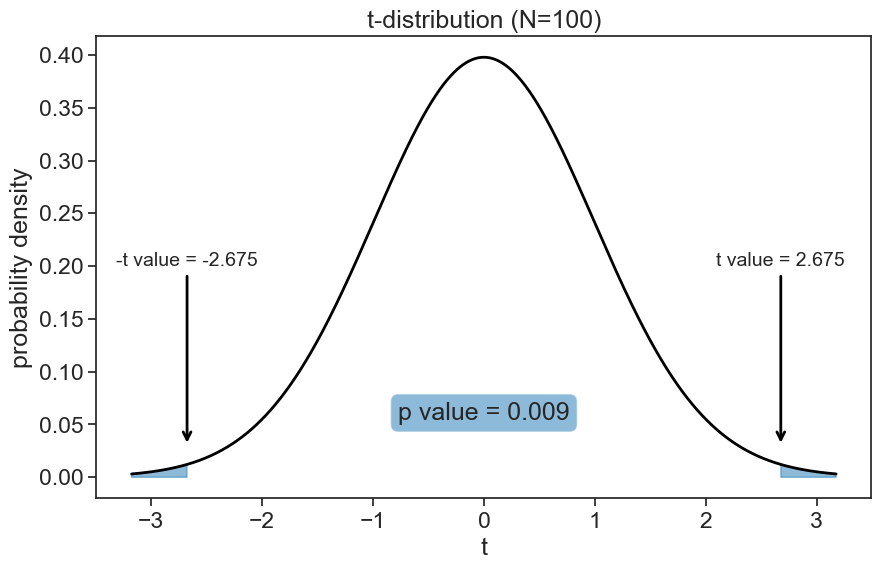 t-distribution (N=100)
probability density
0.40
0.35
0.30
0.25
0.20
0.15
0.10
0.05
0.00
-t value = -2.675
t value = 2.675
p value = 0.009
−3
−2
−1
0
1
2
3
t